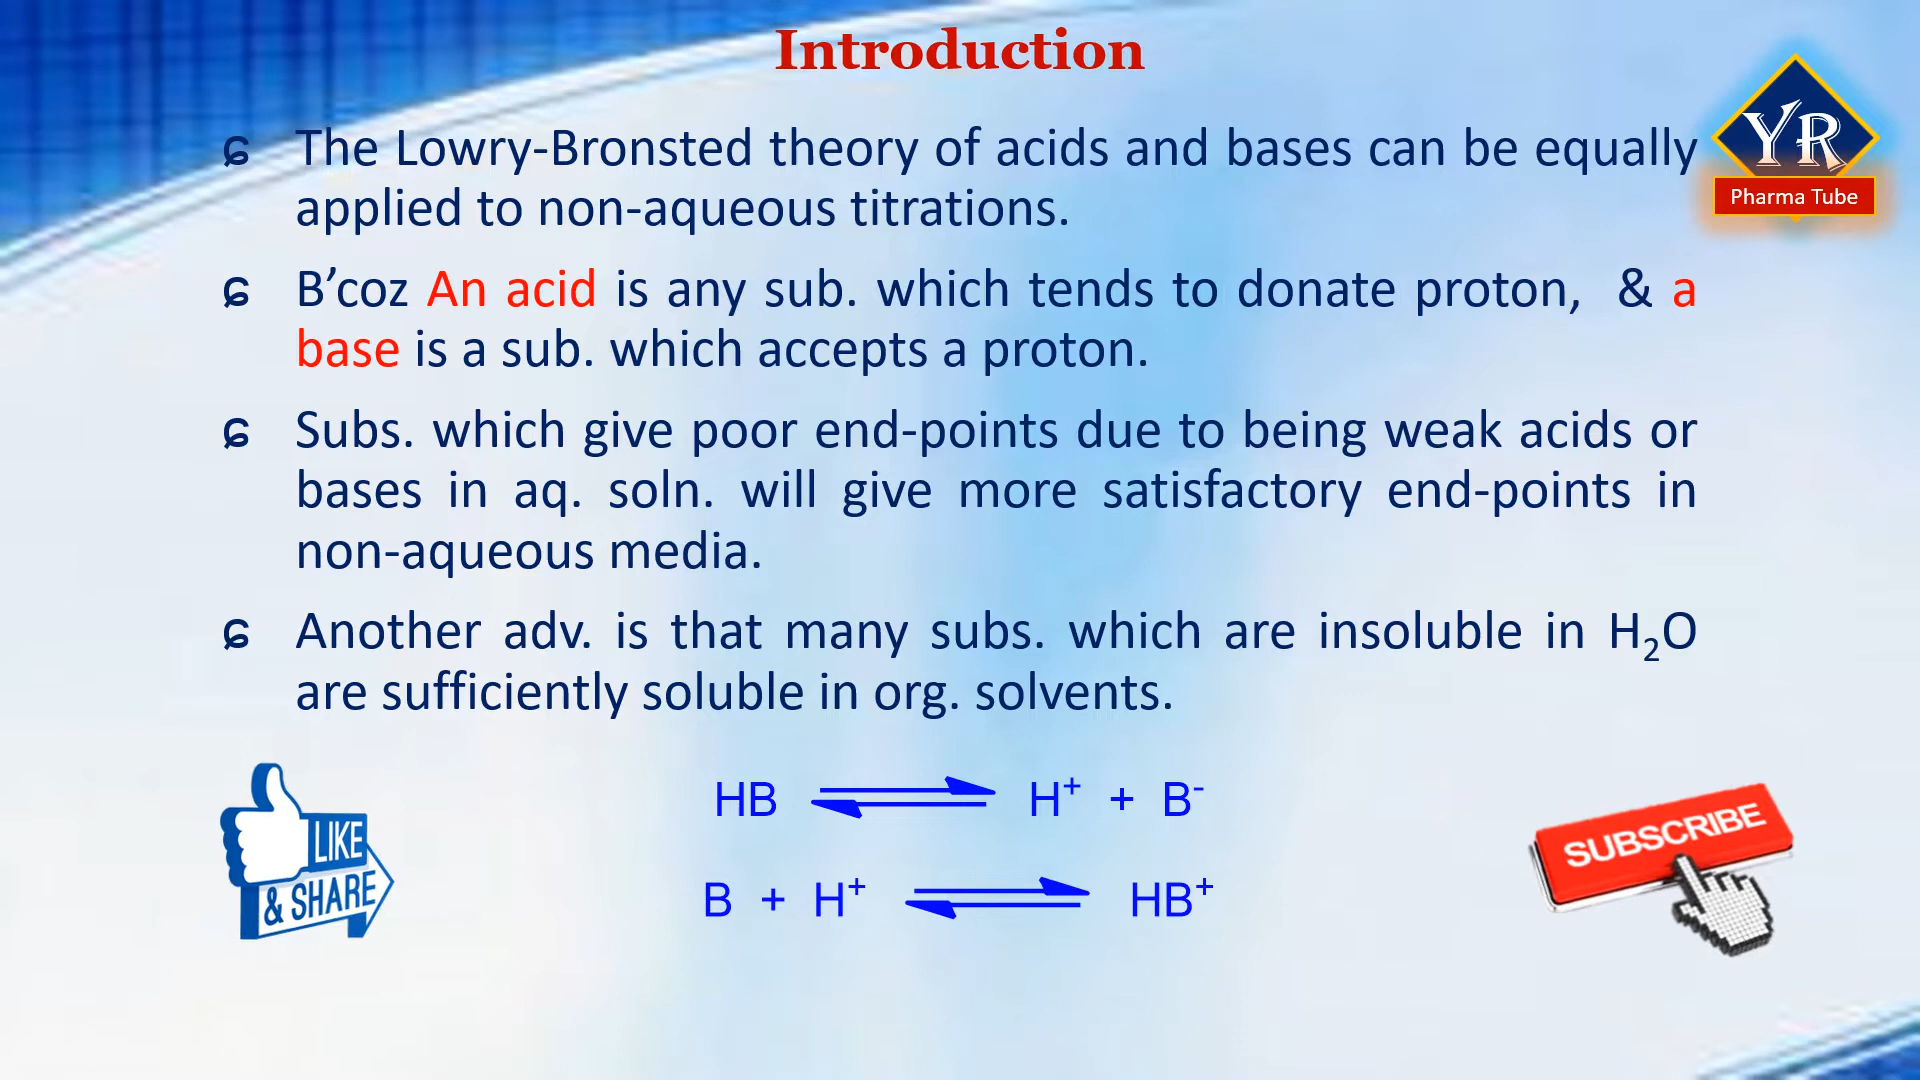 Introduction
The Lowry-Bronsted theory of acids and bases can be equally
applied to non-aqueous titrations.
B’coz An acid is any sub. which tends to donate proton, & a
base is a sub. which accepts a proton.
Subs. which give poor end-points due to being weak acids or
bases in aq. soln. will give more satisfactory end-points in
non-aqueous media.
Another adv. is that many subs. which are insoluble in H₂O
are sufficiently soluble in org. solvents.
HB ⇌ H⁺ + B⁻
B + H⁺ ⇌ HB⁺
YR
Pharma Tube
LIKE
& SHARE
SUBSCRIBE